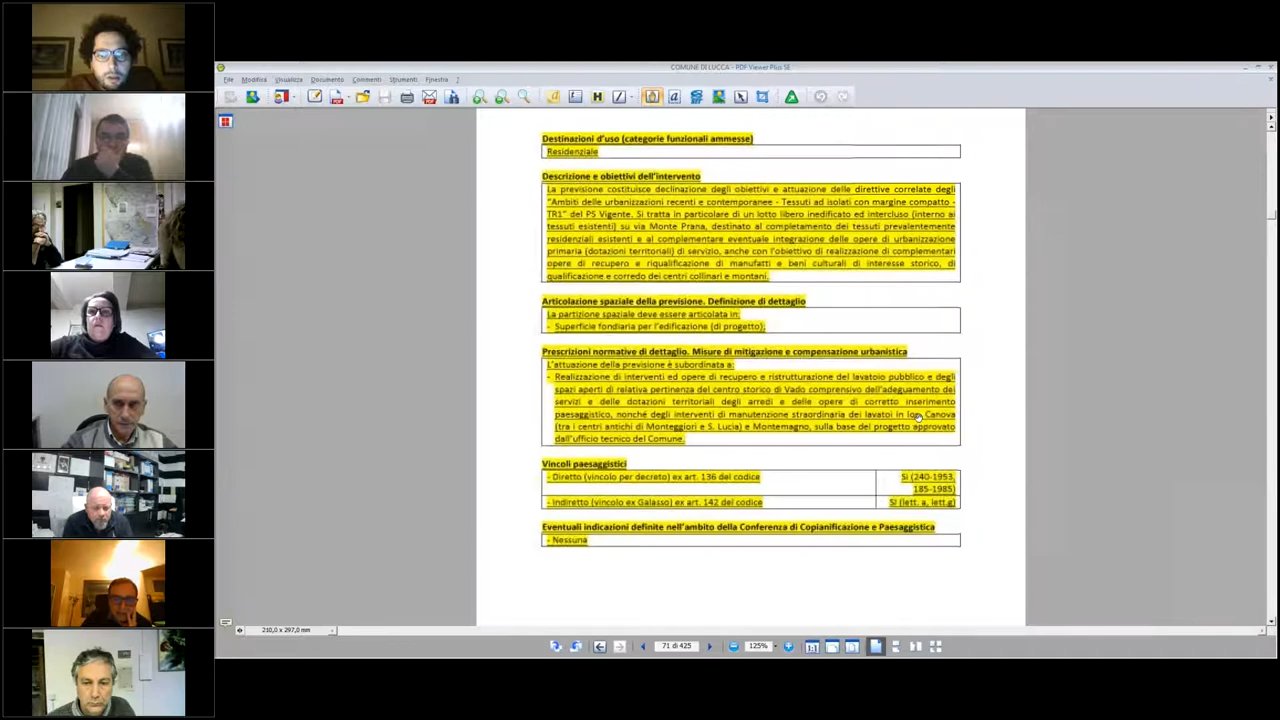 COMUNE DI LUCCA - PDF Viewer Plus SE
File Modifica Visualizza Documento Commenti Strumenti Finestra ?
Destinazioni d'uso (categorie funzionali ammesse)
Residenziale
Descrizione e obiettivi dell'intervento
La previsione costituisce declinazione degli obiettivi e attuazione delle direttive correlate degli
"Ambiti delle urbanizzazioni recenti e contemporanee - Tessuti ad isolati con margine compatto -
TR1" del PS Vigente. Si tratta in particolare di un lotto libero inedificato ed intercluso (interno ai
tessuti esistenti) su via Monte Prana, destinato al completamento dei tessuti prevalentemente
residenziali esistenti e al complementare eventuale integrazione delle opere di urbanizzazione
primaria (dotazioni territoriali) di servizio, anche con l'obiettivo di realizzazione di complementari
opere di recupero e riqualificazione di manufatti e beni culturali di interesse storico, di
qualificazione e corredo dei centri collinari e montani.
Articolazione spaziale della previsione. Definizione di dettaglio
La partizione spaziale deve essere articolata in:
- Superficie fondiaria per l'edificazione (di progetto);
Prescrizioni normative di dettaglio. Misure di mitigazione e compensazione urbanistica
L'attuazione della previsione è subordinata a:
- Realizzazione di interventi ed opere di recupero e ristrutturazione del lavatoio pubblico e degli
spazi aperti di relativa pertinenza del centro storico di Vado comprensivo dell'adeguamento dei
servizi e delle dotazioni territoriali degli arredi e delle opere di corretto inserimento
paesaggistico, nonché degli interventi di manutenzione straordinaria dei lavatoi in Canova
(tra i centri antichi di Monteggiori e S. Lucia) e Montemagno, sulla base del progetto approvato
dall'ufficio tecnico del Comune.
Vincoli paesaggistici
- Diretto (vincolo per decreto) ex art. 136 del codice Si (240-1953,
185-1985)
- Indiretto (vincolo ex Galasso) ex art. 142 del codice SI (lett. a, lett.g)
Eventuali indicazioni definite nell'ambito della Conferenza di Copianificazione e Paesaggistica
- Nessuna
210,0 x 297,0 mm
71 di 425 125%